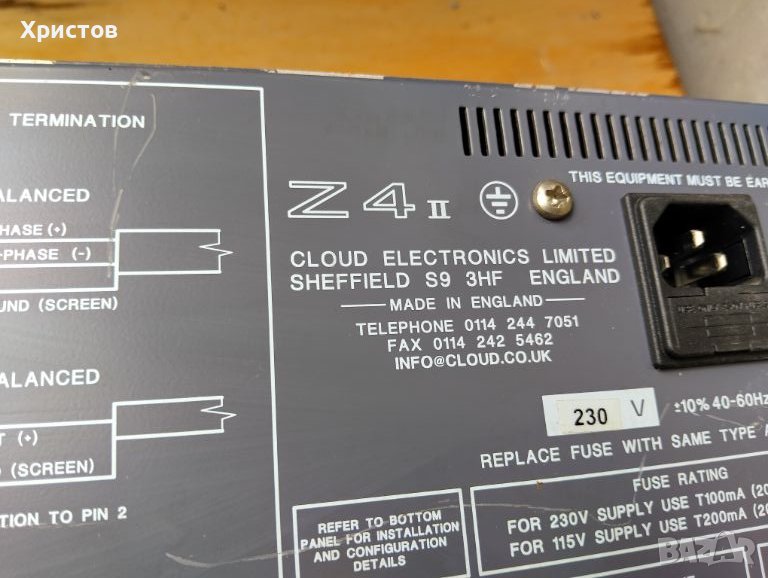 Христов
TERMINATION
THIS EQUIPMENT MUST BE EAR
Z4 II
ALANCED
HASE (+)
-PHASE (-)
UND (SCREEN)
CLOUD ELECTRONICS LIMITED
SHEFFIELD S9 3HF ENGLAND
MADE IN ENGLAND
TELEPHONE 0114 244 7051
FAX 0114 242 5462
INFO@CLOUD.CO.UK
ALANCED
T (+)
(SCREEN)
TION TO PIN 2
230 V ±10% 40-60Hz
REPLACE FUSE WITH SAME TYPE A
FUSE RATING
FOR 230V SUPPLY USE T100mA (20
FOR 115V SUPPLY USE T200mA (20
REFER TO BOTTOM
PANEL FOR INSTALLATION
AND CONFIGURATION
DETAILS
BAZAR